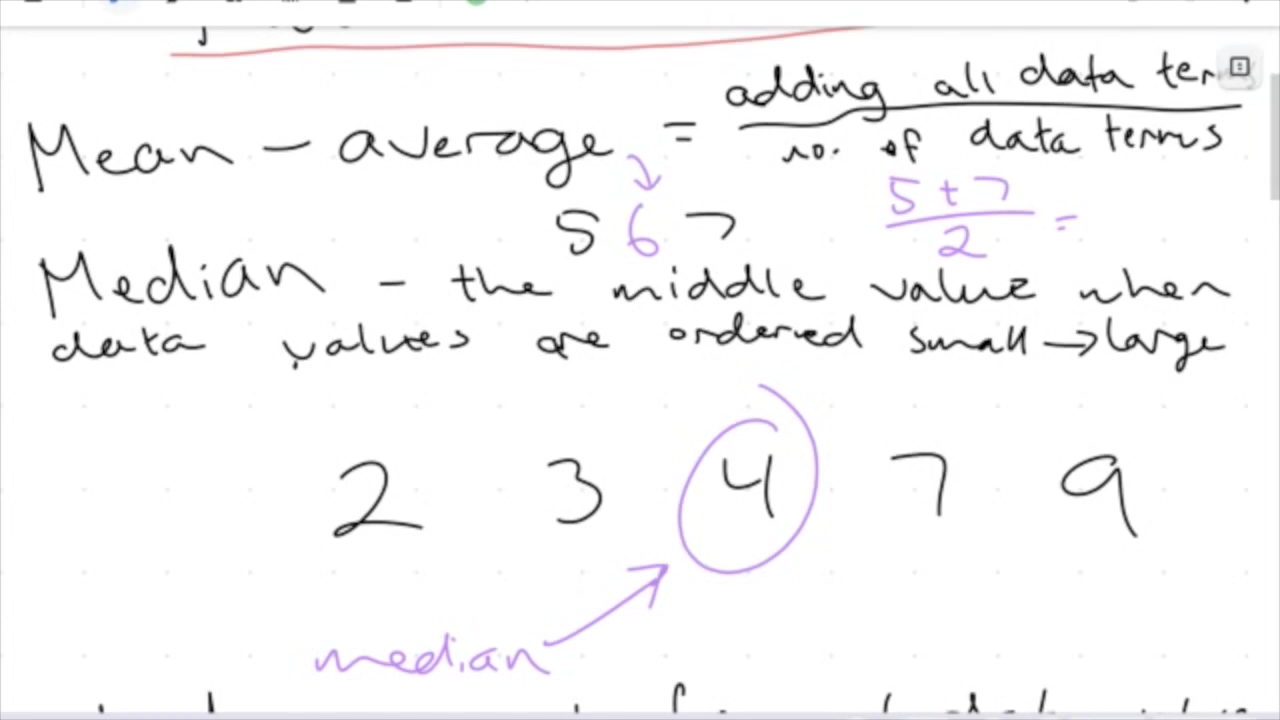 Mean - average = adding all data
no. of data terms
5 6 7
5 + 7
2 =
Median - the middle value when
data values are ordered small → large
2 3 4 7 9
median